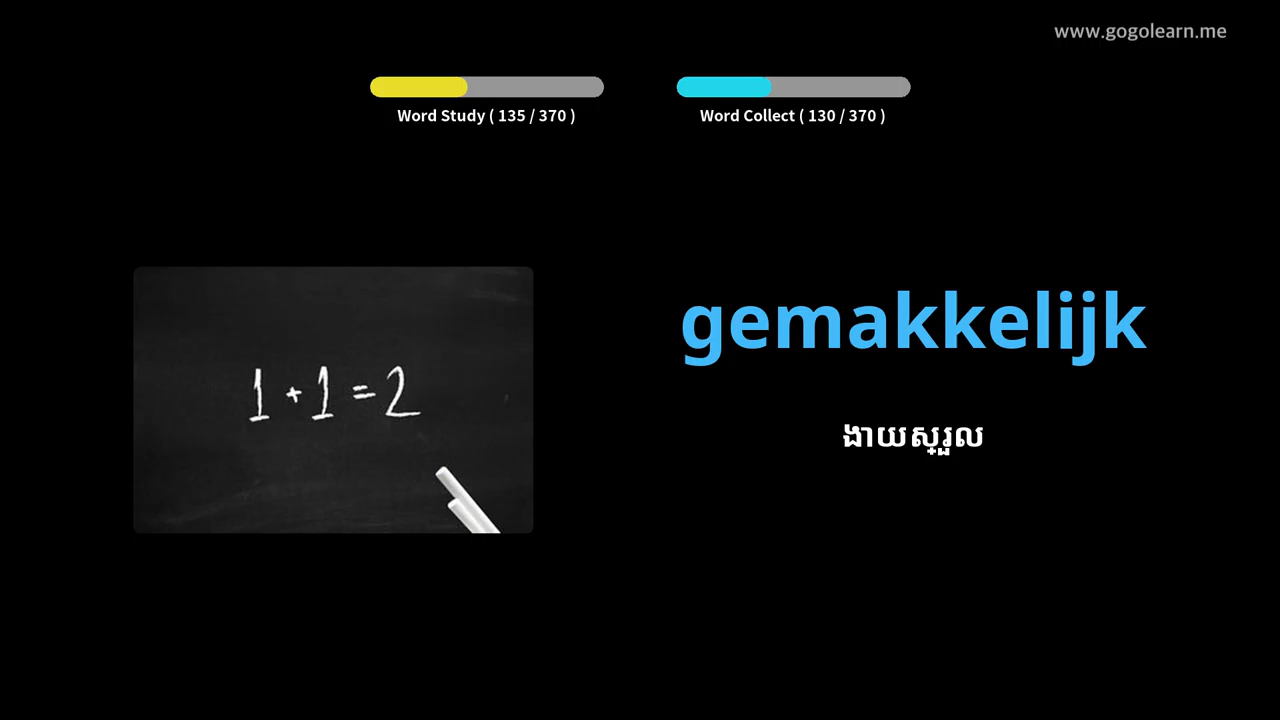 www.gogolearn.me
Word Study ( 135 / 370 )
Word Collect ( 130 / 370 )
1 + 1 = 2
gemakkelijk
ងាយស្រួល